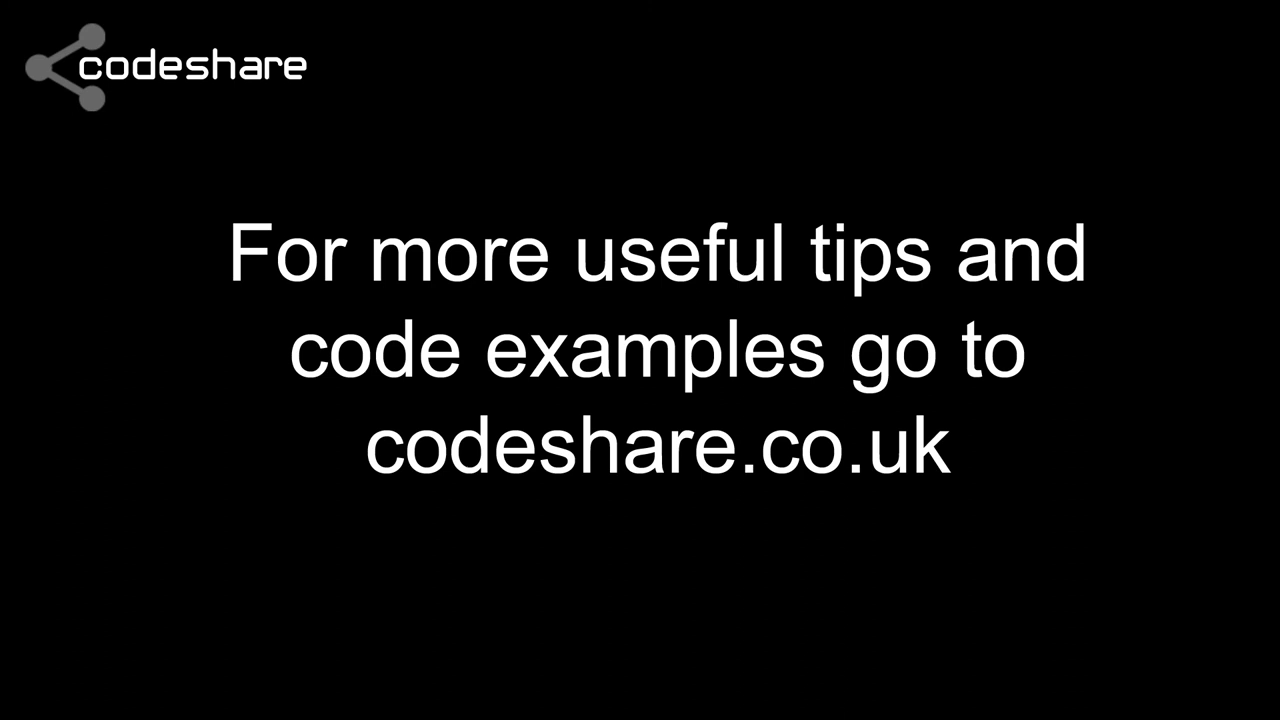 codeshare
For more useful tips and
code examples go to
codeshare.co.uk